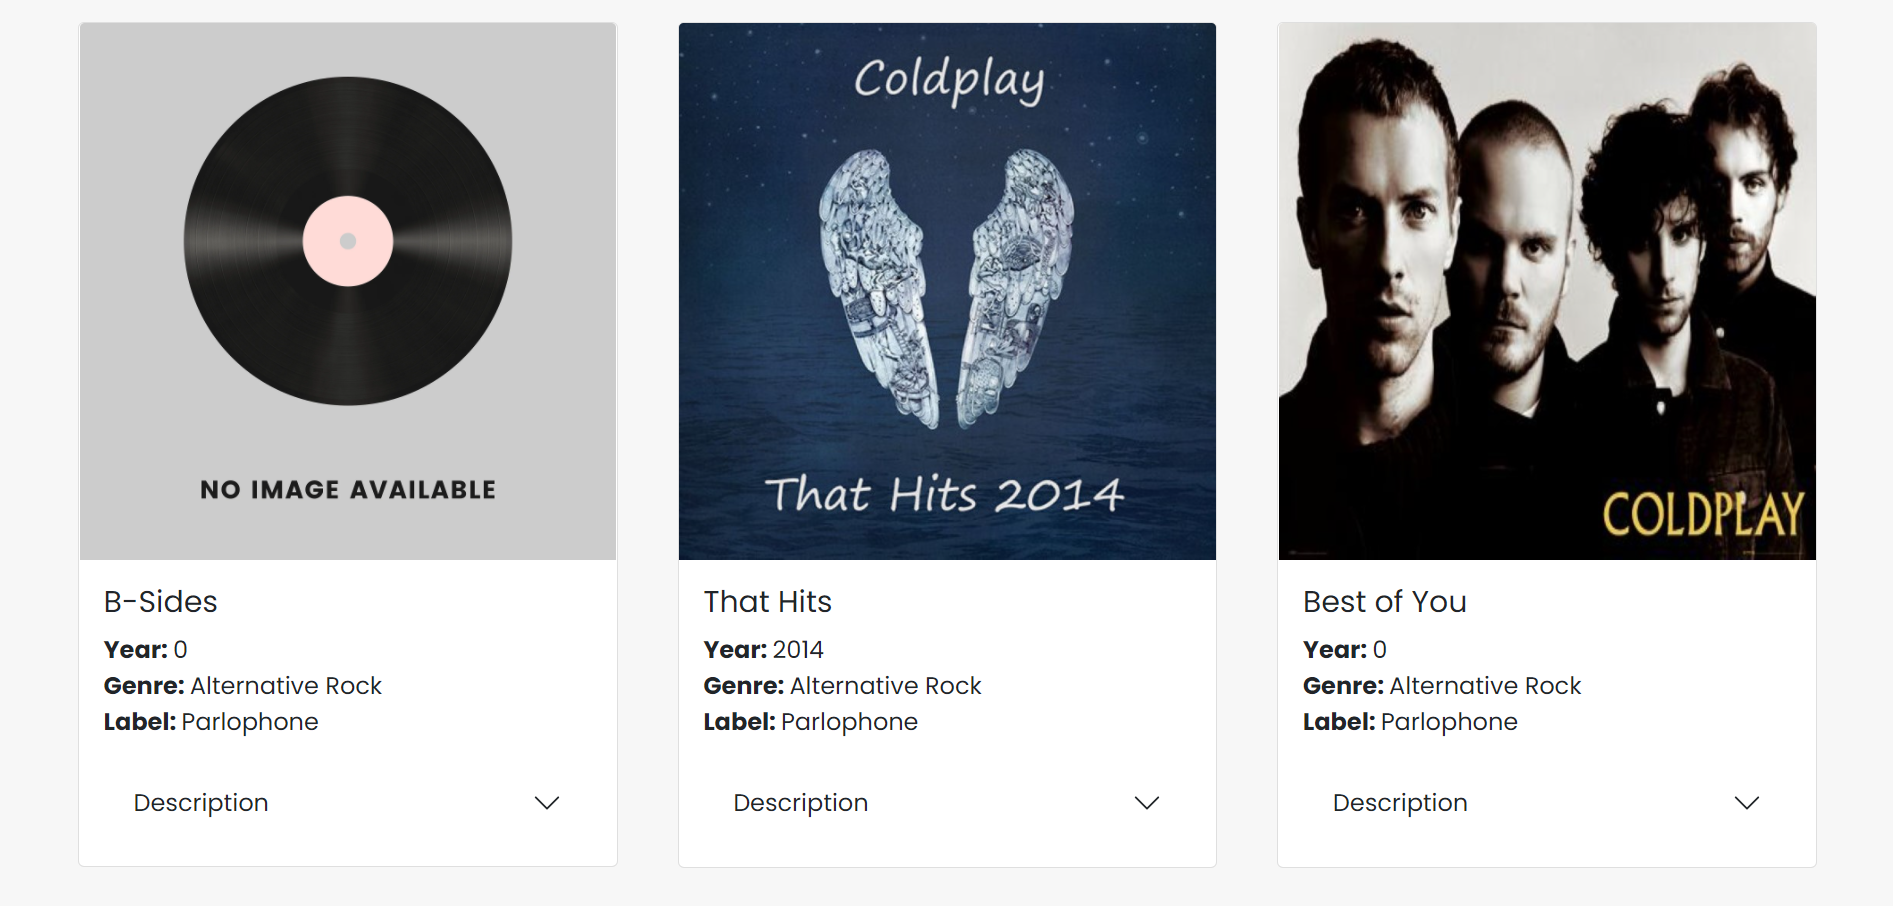 NO IMAGE AVAILABLE
B-Sides
Year: 0
Genre: Alternative Rock
Label: Parlophone
Description
Coldplay
That Hits 2014
That Hits
Year: 2014
Genre: Alternative Rock
Label: Parlophone
Description
COLDPLAY
Best of You
Year: 0
Genre: Alternative Rock
Label: Parlophone
Description